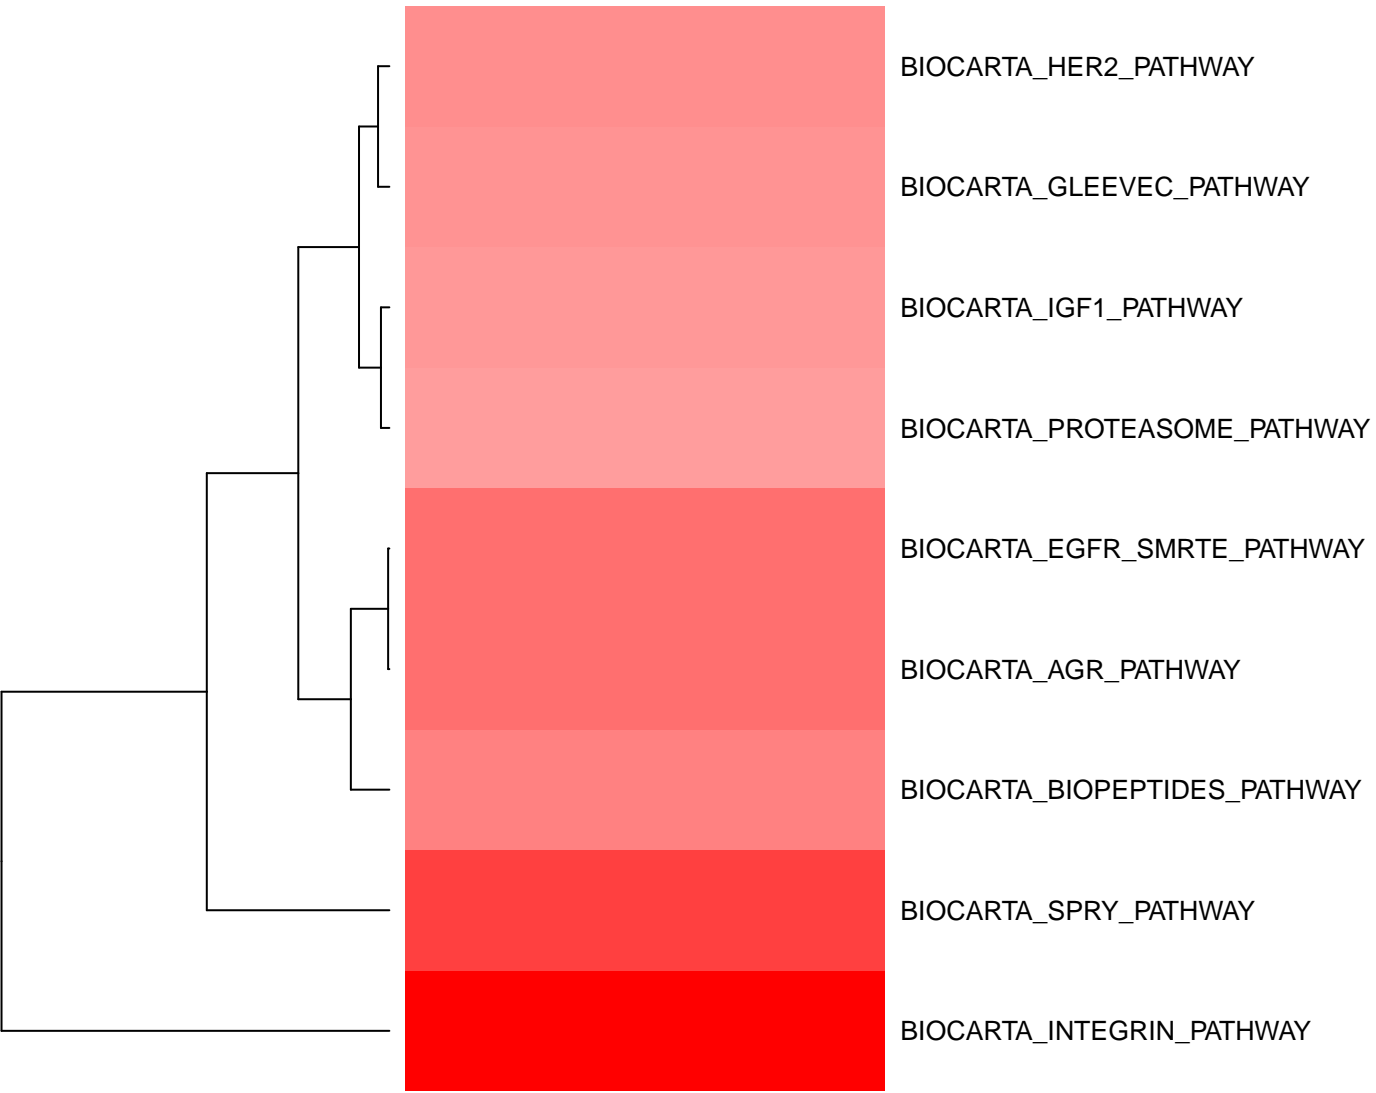 BIOCARTA_HER2_PATHWAY
BIOCARTA_GLEEVEC_PATHWAY
BIOCARTA_IGF1_PATHWAY
BIOCARTA_PROTEASOME_PATHWAY
BIOCARTA_EGFR_SMRTE_PATHWAY
BIOCARTA_AGR_PATHWAY
BIOCARTA_BIOPEPTIDES_PATHWAY
BIOCARTA_SPRY_PATHWAY
BIOCARTA_INTEGRIN_PATHWAY